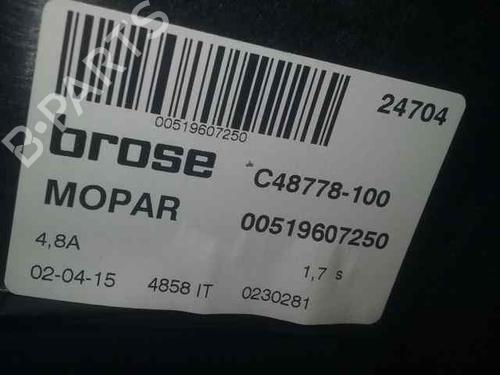 24704
00519607250
brose
C48778-100
MOPAR
00519607250
4,8A
1,7 s
02-04-15
4858 IT
0230281
B-PARTS